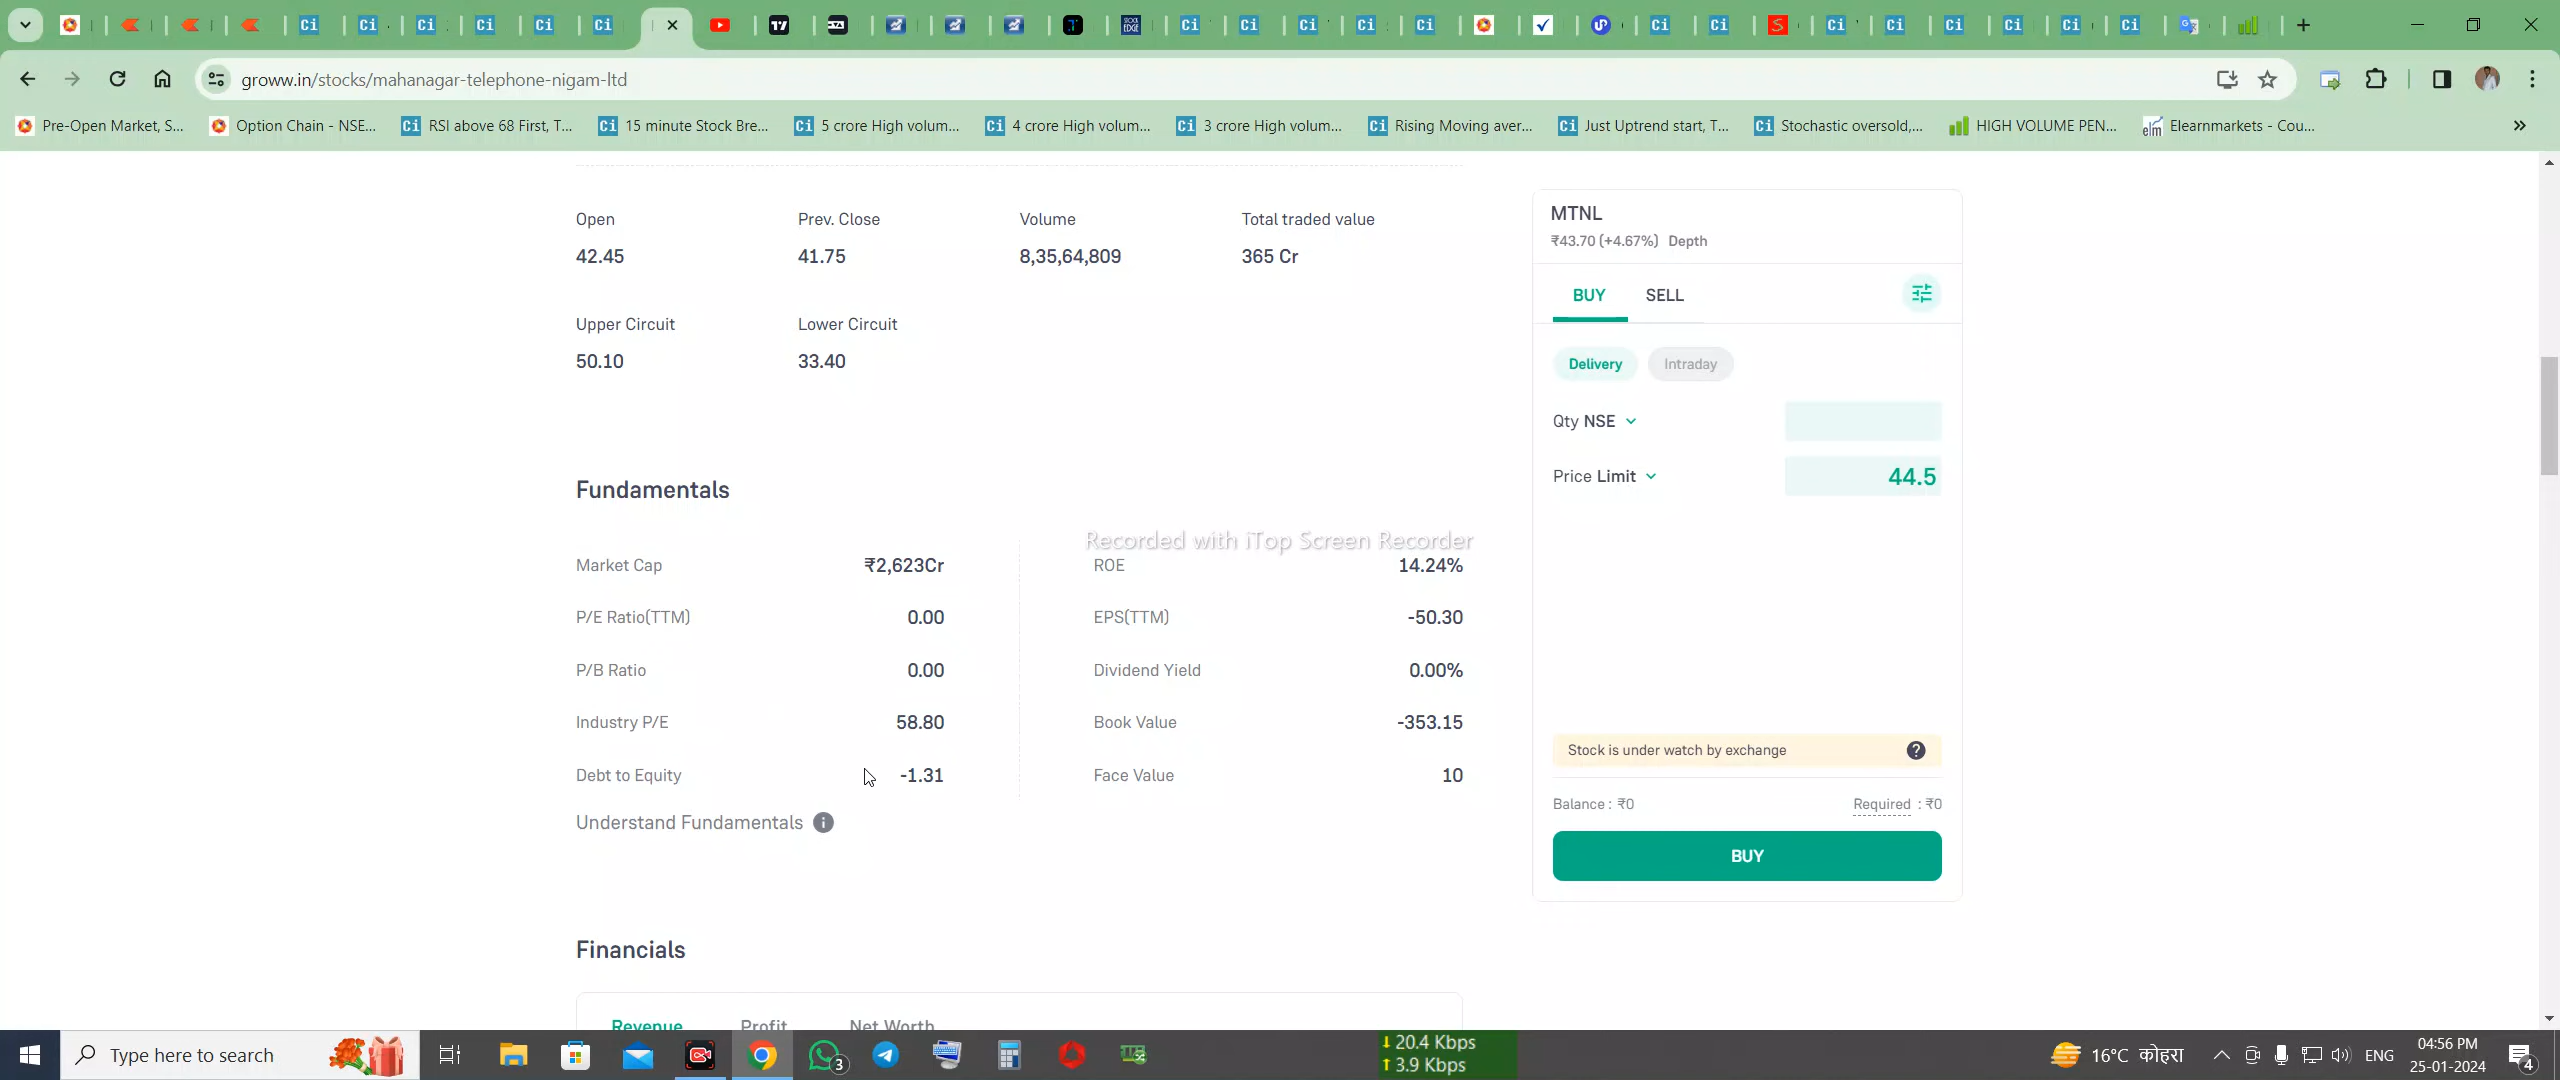 groww.in/stocks/mahanagar-telephone-nigam-ltd
Pre-Open Market, S...
Option Chain - NSE...
RSI above 68 First, T...
15 minute Stock Bre...
5 crore High volum...
4 crore High volum...
3 crore High volum...
Rising Moving aver...
Just Uptrend start, T...
Stochastic oversold,...
HIGH VOLUME PEN...
Elearnmarkets - Cou...
Open Prev. Close Volume Total traded value
42.45 41.75 8,35,64,809 365 Cr
Upper Circuit Lower Circuit
50.10 33.40
Fundamentals
Recorded with iTop Screen Recorder
Market Cap ₹2,623Cr ROE 14.24%
P/E Ratio(TTM) 0.00 EPS(TTM) -50.30
P/B Ratio 0.00 Dividend Yield 0.00%
Industry P/E 58.80 Book Value -353.15
Debt to Equity -1.31 Face Value 10
Understand Fundamentals
Financials
Revenue Profit Net Worth
MTNL
₹43.70 (+4.67%) Depth
BUY SELL
Delivery Intraday
Qty NSE
Price Limit 44.5
Stock is under watch by exchange
Balance : ₹0 Required : ₹0
BUY
Type here to search
3
↓ 20.4 Kbps
↑ 3.9 Kbps
16°C कोहरा
ENG
04:56 PM
25-01-2024
4